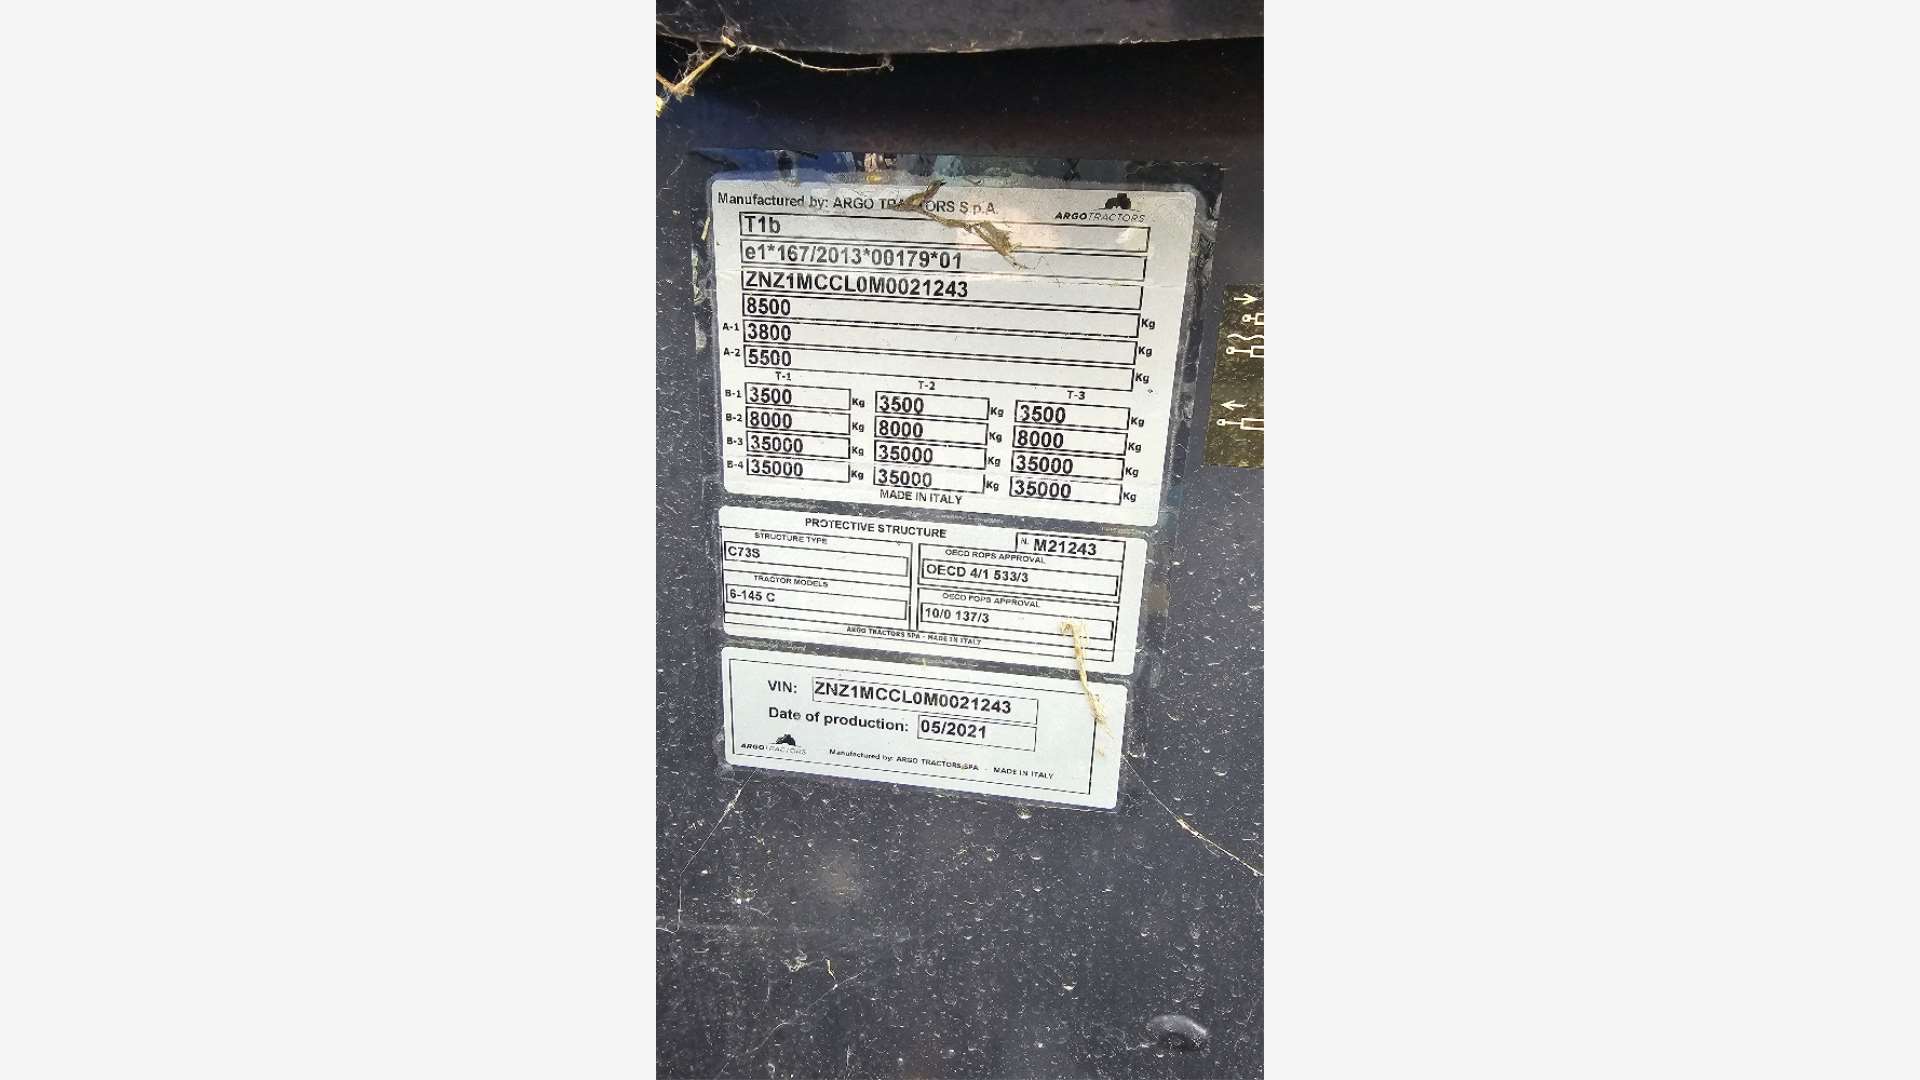 Manufactured by: ARGO TRACTORS S.p.A.
ARGOTRACTORS
T1b
e1*167/2013*00179*01
ZNZ1MCCL0M0021243
8500 Kg
A-1 3800 Kg
A-2 5500 Kg
T-1 T-2 T-3
B-1 3500 Kg 3500 Kg 3500 Kg
B-2 8000 Kg 8000 Kg 8000 Kg
B-3 35000 Kg 35000 Kg 35000 Kg
B-4 35000 Kg 35000 Kg 35000 Kg
MADE IN ITALY
PROTECTIVE STRUCTURE
N. M21243
STRUCTURE TYPE
C73S
OECD ROPS APPROVAL
OECD 4/1 533/3
TRACTOR MODELS
6-145 C
OECD FOPS APPROVAL
10/0 137/3
ARGO TRACTORS SPA - MADE IN ITALY
VIN: ZNZ1MCCL0M0021243
Date of production: 05/2021
ARGOTRACTORS
Manufactured by: ARGO TRACTORS SPA - MADE IN ITALY